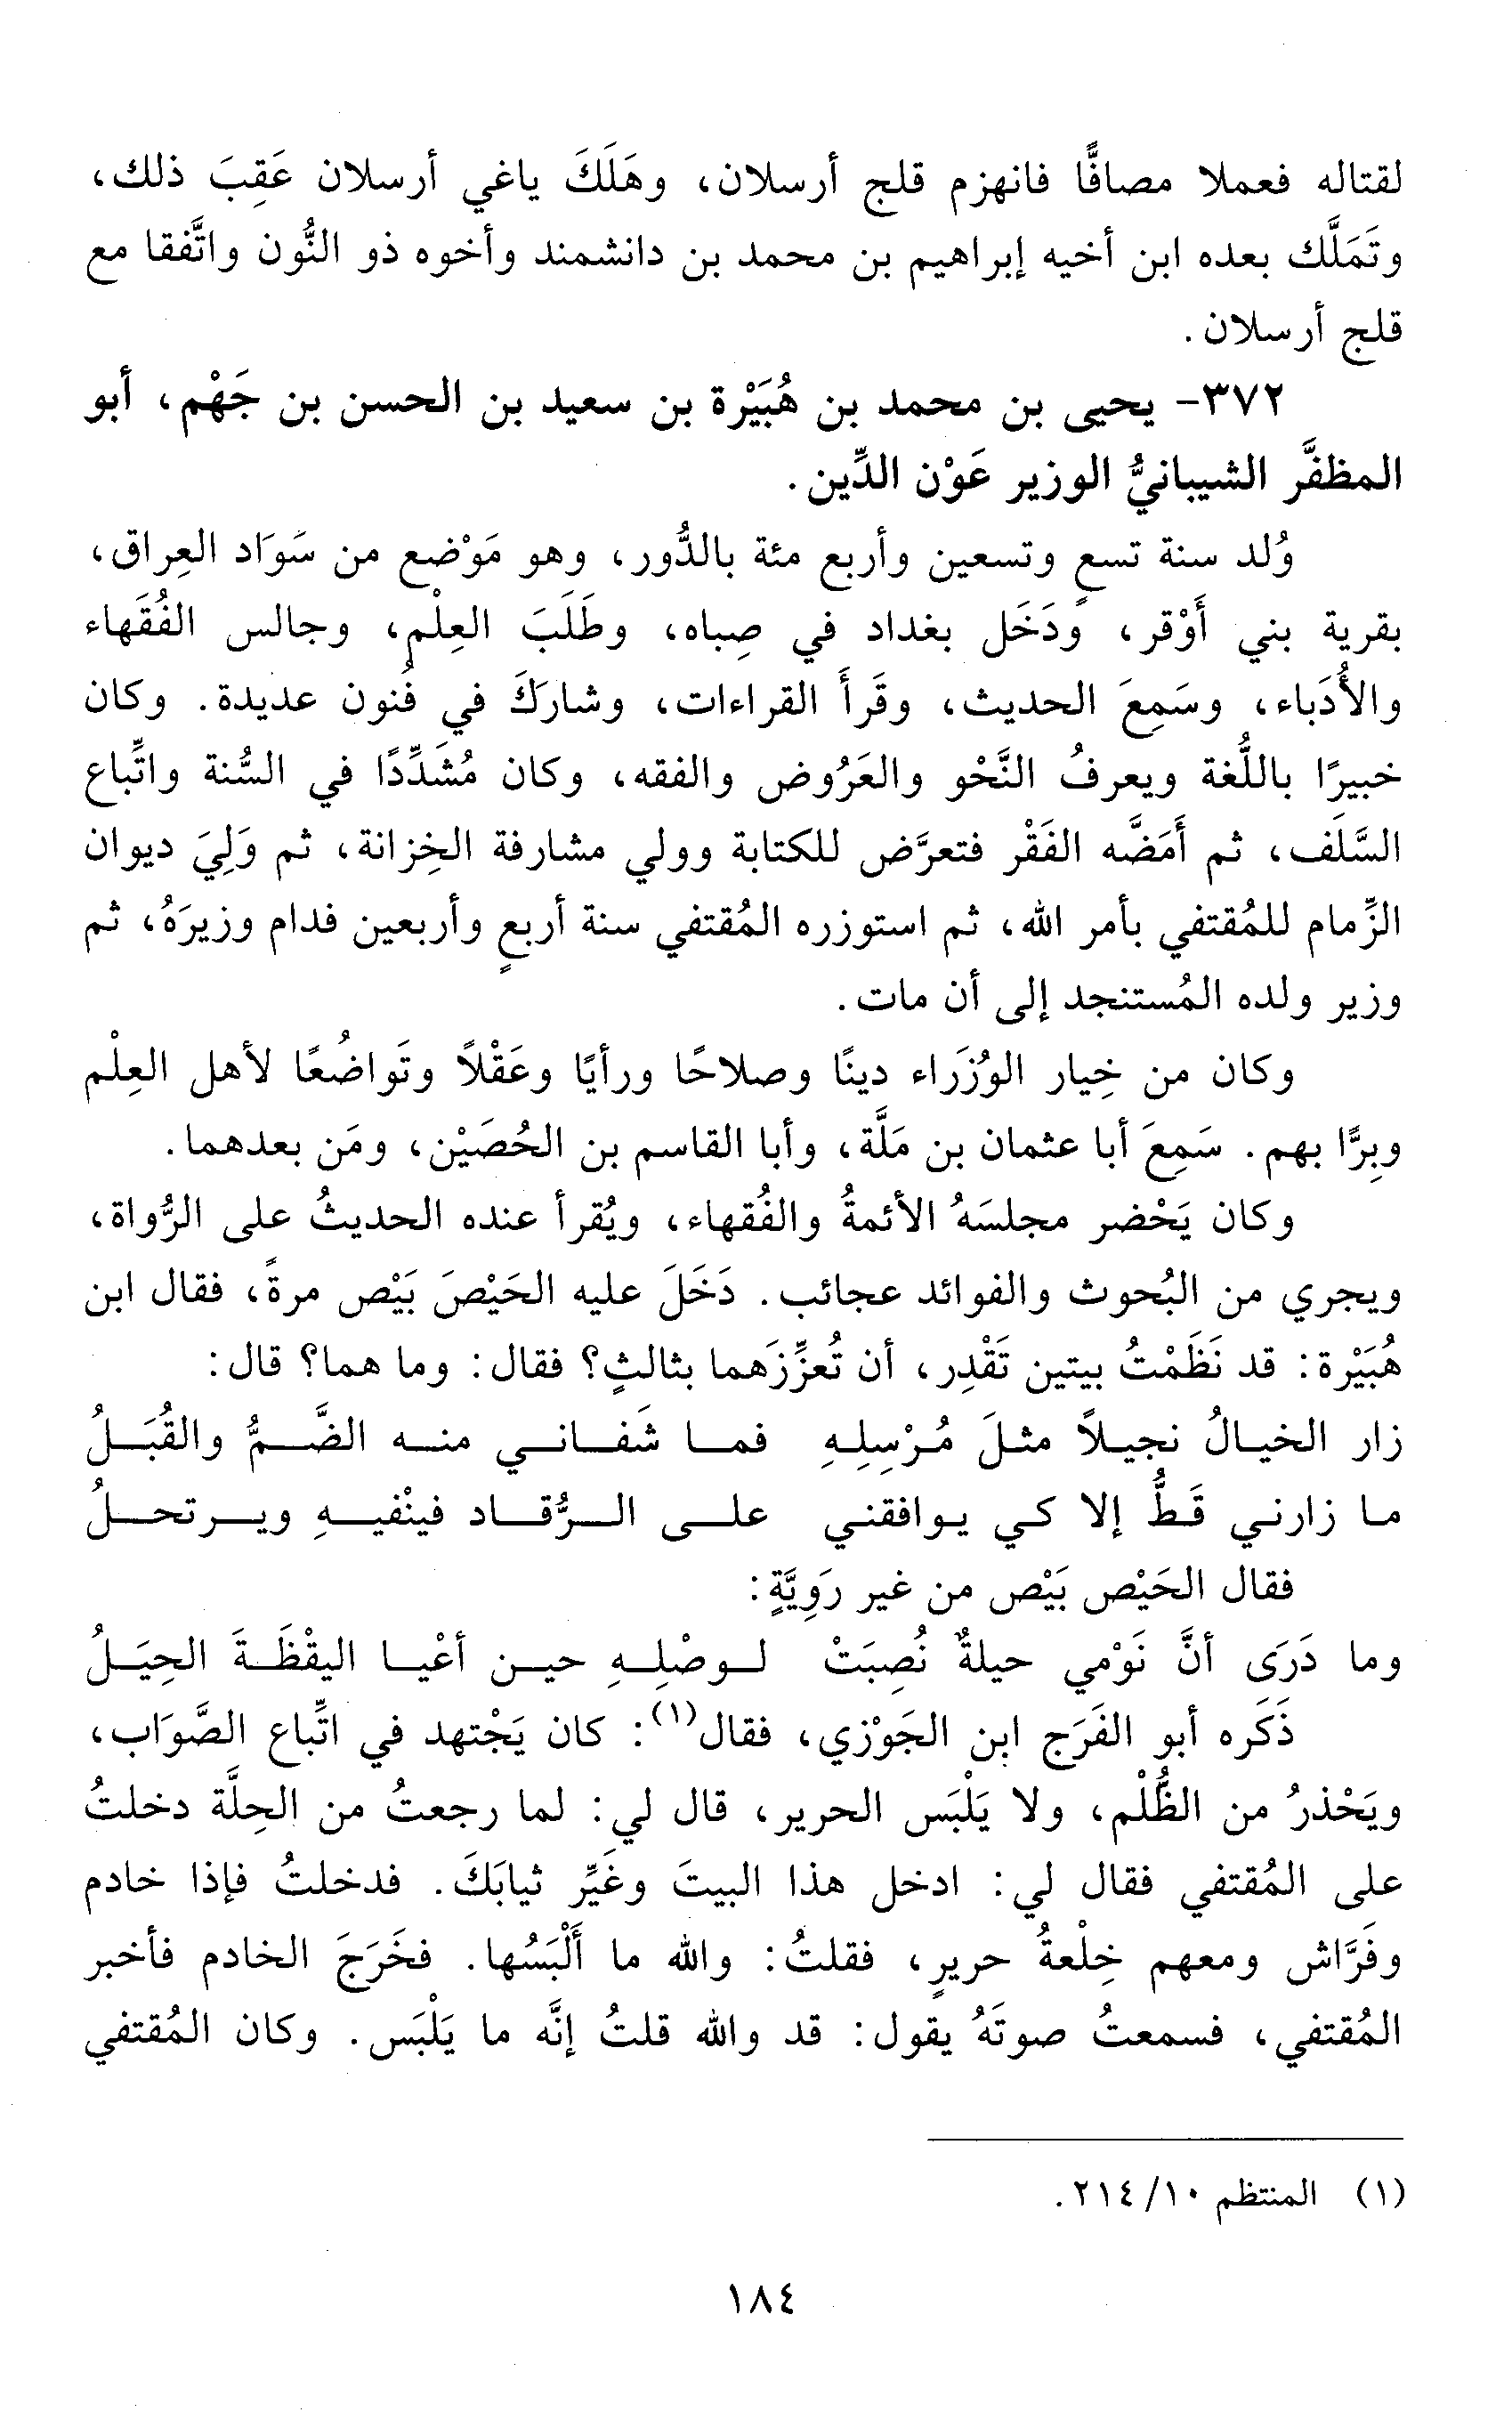 لقتاله فعملا مصافًّا فانهزم قلج أرسلان، وهَلَكَ ياغي أرسلان عَقِبَ ذلك،
وتَمَلَّك بعده ابن أخيه إبراهيم بن محمد بن دانشمند وأخوه ذو النُّون واتَّفقا مع
قلج أرسلان.
٣٧٢- يحيى بن محمد بن هُبَيْرة بن سعيد بن الحسن بن جَهْم، أبو
المظفَّر الشيبانيُّ الوزير عَوْن الدِّين.
وُلد سنة تسعٍ وتسعين وأربع مئة بالدُّور، وهو مَوْضع من سَوَاد العِراق،
بقرية بني أَوْقر، ودَخَل بغداد في صِباه، وطَلَبَ العِلْم، وجالس الفُقَهاء
والأُدَباء، وسَمِعَ الحديث، وقَرأَ القراءات، وشارَكَ في فُنون عديدة. وكان
خبيرًا باللُّغة ويعرفُ النَّحْو والعَرُوض والفقه، وكان مُشَدِّدًا في السُّنة واتِّباع
السَّلَف، ثم أَمَضَّه الفَقْر فتعرَّض للكتابة وولي مشارفة الخِزانة، ثم وَلِيَ ديوان
الزِّمام للمُقتفي بأمر الله، ثم استوزره المُقتفي سنة أربعٍ وأربعين فدام وزيرَهُ، ثم
وزير ولده المُستنجد إلى أن مات.
وكان من خِيار الوُزَراء دينًا وصلاحًا ورأيًا وعَقْلاً وتَواضُعًا لأهل العِلْم
وبِرًّا بهم. سَمِعَ أبا عثمان بن مَلَّة، وأبا القاسم بن الحُصَيْن، ومَن بعدهما.
وكان يَحْضر مجلسَهُ الأئمةُ والفُقهاء، ويُقرأ عنده الحديثُ على الرُّواة،
ويجري من البُحوث والفوائد عجائب. دَخَلَ عليه الحَيْصَ بَيْص مرةً، فقال ابن
هُبَيْرة: قد نَظَمْتُ بيتين تَقْدِر، أن تُعزِّزَهما بثالثٍ؟ فقال: وما هما؟ قال:
زار الخيالُ نجيلاً مثلَ مُرْسِلِهِ فما شَفاني منه الضَّمُّ والقُبَلُ
ما زارني قَطُّ إلا كي يوافقني على الرُّقاد فينْفيهِ ويرتحلُ
فقال الحَيْص بَيْص من غير رَوِيَّةٍ:
وما دَرَى أنَّ نَوْمي حيلةٌ نُصِبَتْ لوصْلِهِ حين أعْيا اليقْظَةَ الحِيَلُ
ذَكَره أبو الفَرَج ابن الجَوْزي، فقال(١): كان يَجْتهد في اتِّباع الصَّوَاب،
ويَحْذرُ من الظُّلْم، ولا يَلْبَس الحرير، قال لي: لما رجعتُ من الحِلَّة دخلتُ
على المُقتفي فقال لي: ادخل هذا البيتَ وغَيِّر ثيابَكَ. فدخلتُ فإذا خادم
وفَرَّاش ومعهم خِلْعةُ حريرٍ، فقلتُ: والله ما أَلْبَسُها. فخَرَجَ الخادم فأخبر
المُقتفي، فسمعتُ صوتَهُ يقول: قد والله قلتُ إنَّه ما يَلْبَس. وكان المُقتفي
(١) المنتظم ١٠/ ٢١٤.
١٨٤